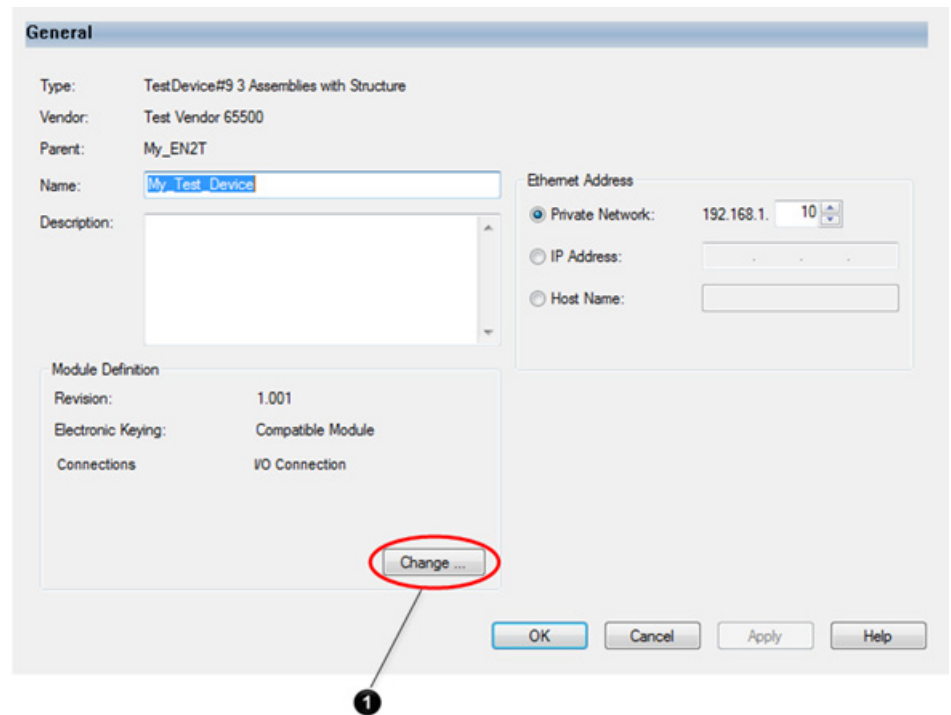 General
Type: TestDevice#9 3 Assemblies with Structure
Vendor: Test Vendor 65500
Parent: My_EN2T
Name: My_Test_Device
Description:
Ethernet Address
Private Network: 192.168.1. 10
IP Address: . . .
Host Name:
Module Definition
Revision: 1.001
Electronic Keying: Compatible Module
Connections I/O Connection
Change ...
OK Cancel Apply Help
1